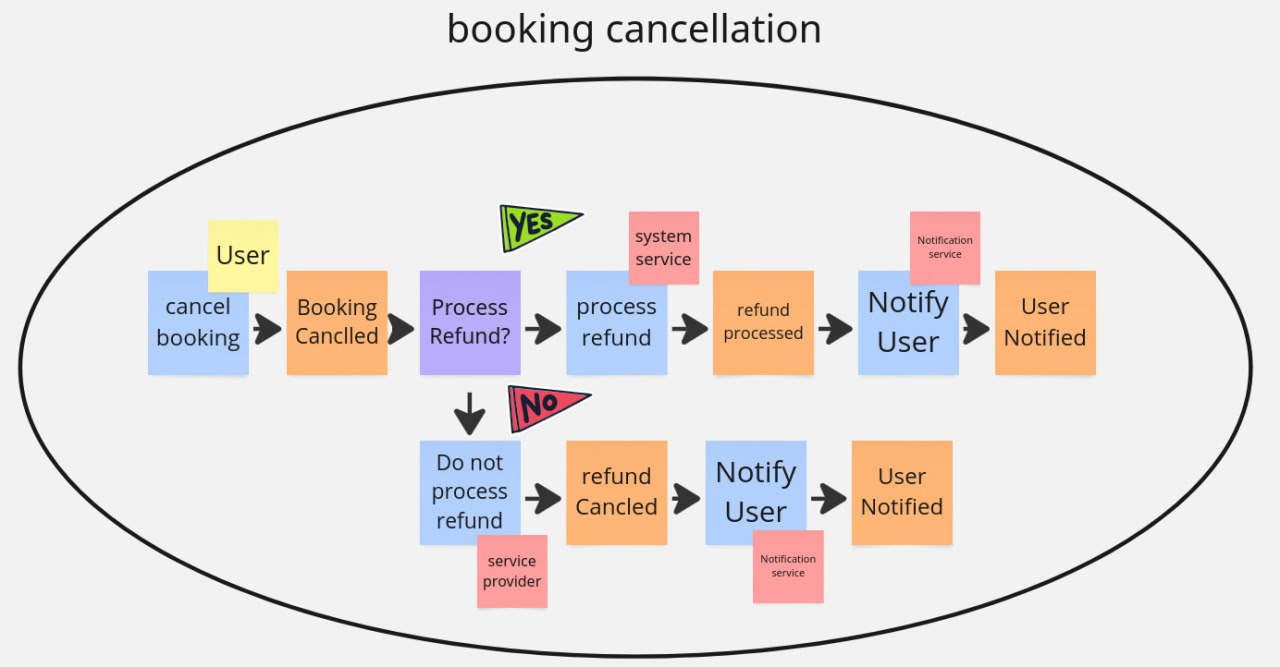 booking cancellation
User
cancel
booking
Booking
Canclled
Process
Refund?
YES
process
refund
system
service
refund
processed
Notify
User
Notification
service
User
Notified
No
Do not
process
refund
service
provider
refund
Cancled
Notify
User
Notification
service
User
Notified